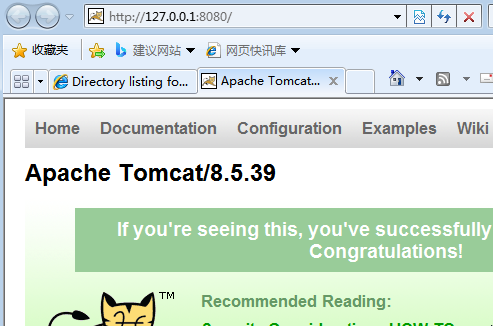 http://127.0.0.1:8080/
收藏夹 建议网站 网页快讯库
Directory listing fo... Apache Tomcat...
Home Documentation Configuration Examples Wiki
Apache Tomcat/8.5.39
If you're seeing this, you've successfully
Congratulations!
TM
Recommended Reading: